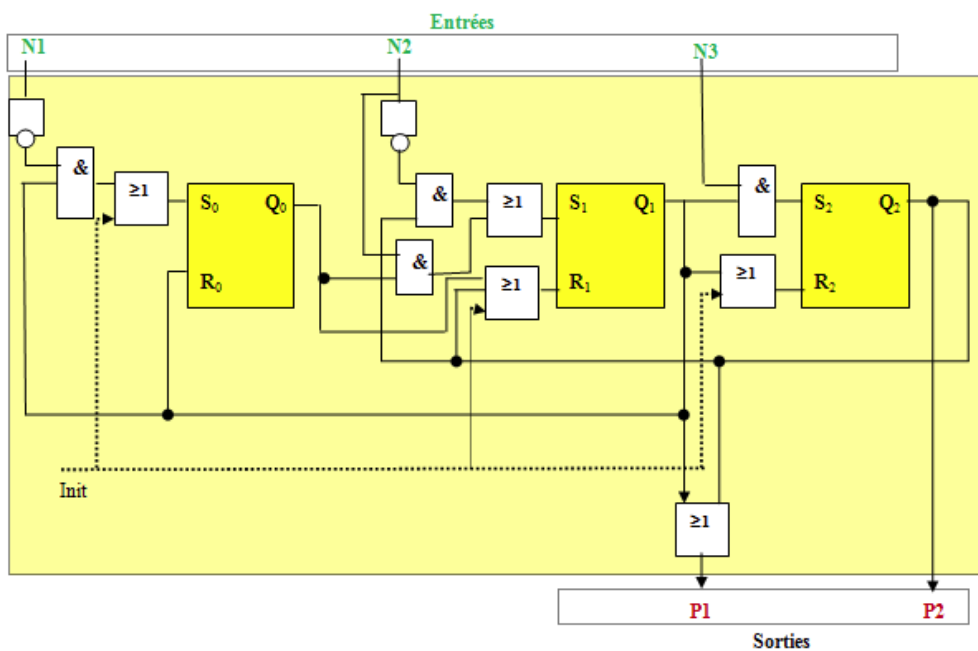 Entrées
N1 N2 N3
&
≥1
S₀ Q₀
R₀
&
&
≥1
≥1
S₁ Q₁
R₁
&
≥1
S₂ Q₂
R₂
Init
≥1
P1 P2
Sorties